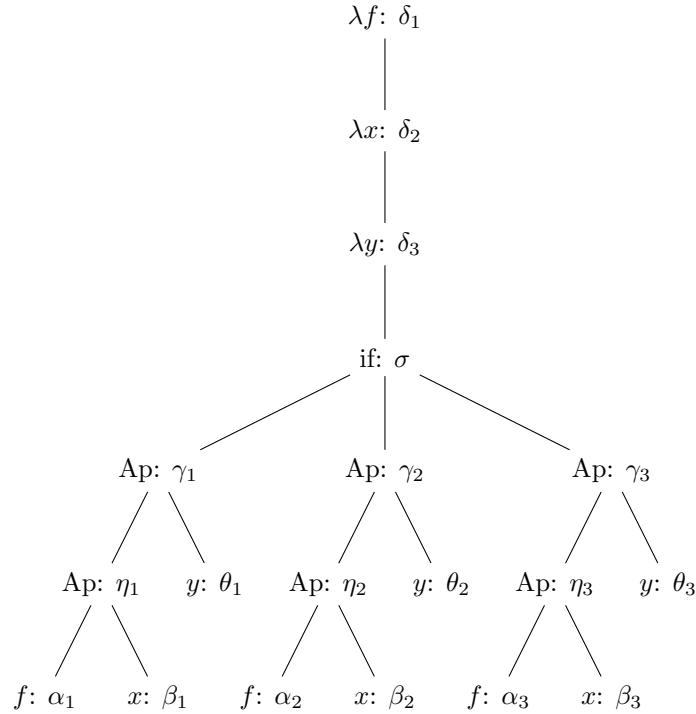 λf: δ₁
λx: δ₂
λy: δ₃
if: σ
Ap: γ₁ Ap: γ₂ Ap: γ₃
Ap: η₁ y: θ₁ Ap: η₂ y: θ₂ Ap: η₃ y: θ₃
f: α₁ x: β₁ f: α₂ x: β₂ f: α₃ x: β₃